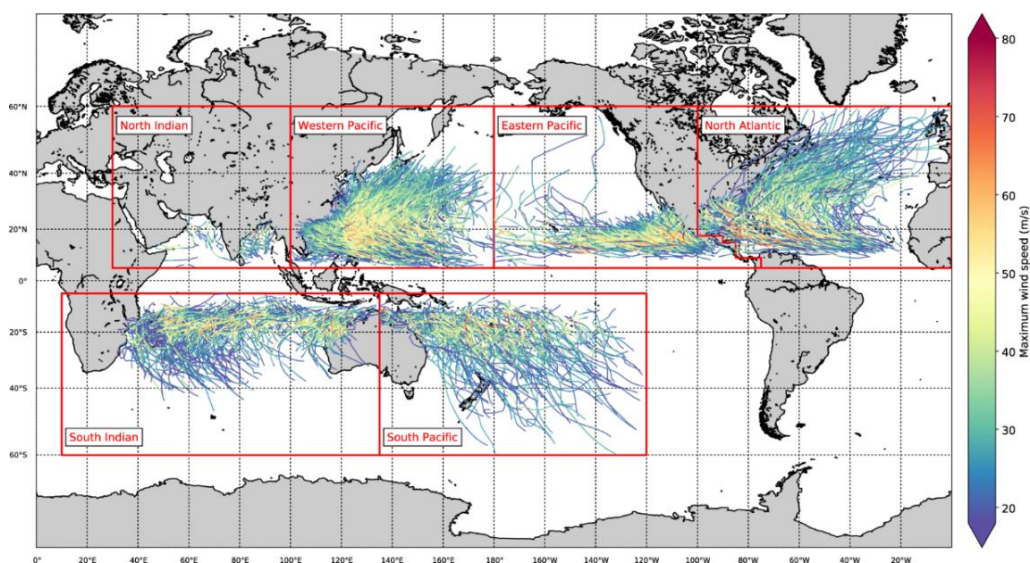 60°N
40°N
20°N
0°
20°S
40°S
60°S
North Indian
Western Pacific
Eastern Pacific
North Atlantic
South Indian
South Pacific
0°
20°E
40°E
60°E
80°E
100°E
120°E
140°E
160°E
180°
160°W
140°W
120°W
100°W
80°W
60°W
40°W
20°W
80
70
60
50
40
30
20
Maximum wind speed (m/s)